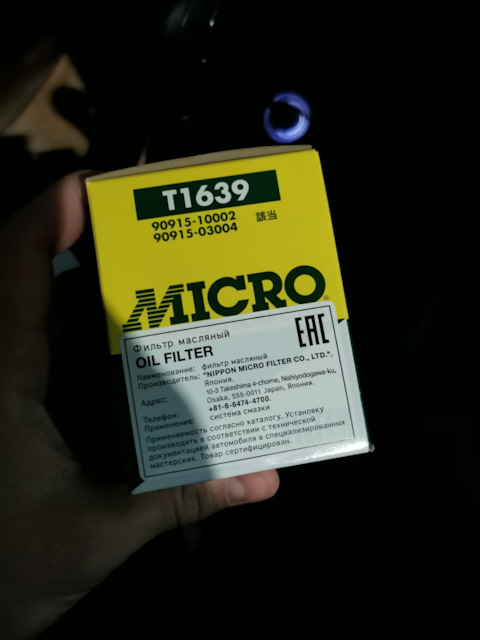 T1639
90915-10002 該当
90915-03004
MICRO
®
EAC
Фильтр масляный
OIL FILTER
Наименование: фильтр масляный
Производитель: "NIPPON MICRO FILTER CO., LTD.",
Япония.
Адрес: 10-3 Takeshima 4-chome, Nishiyodogawa-ku,
Osaka, 555-0011 Japan, Япония.
Телефон: +81-6-6474-4700.
Применение: система смазки
Применяемость согласно каталогу. Установку
производить в соответствии с технической
документацией автомобиля в специализированных
мастерских. Товар сертифицирован.